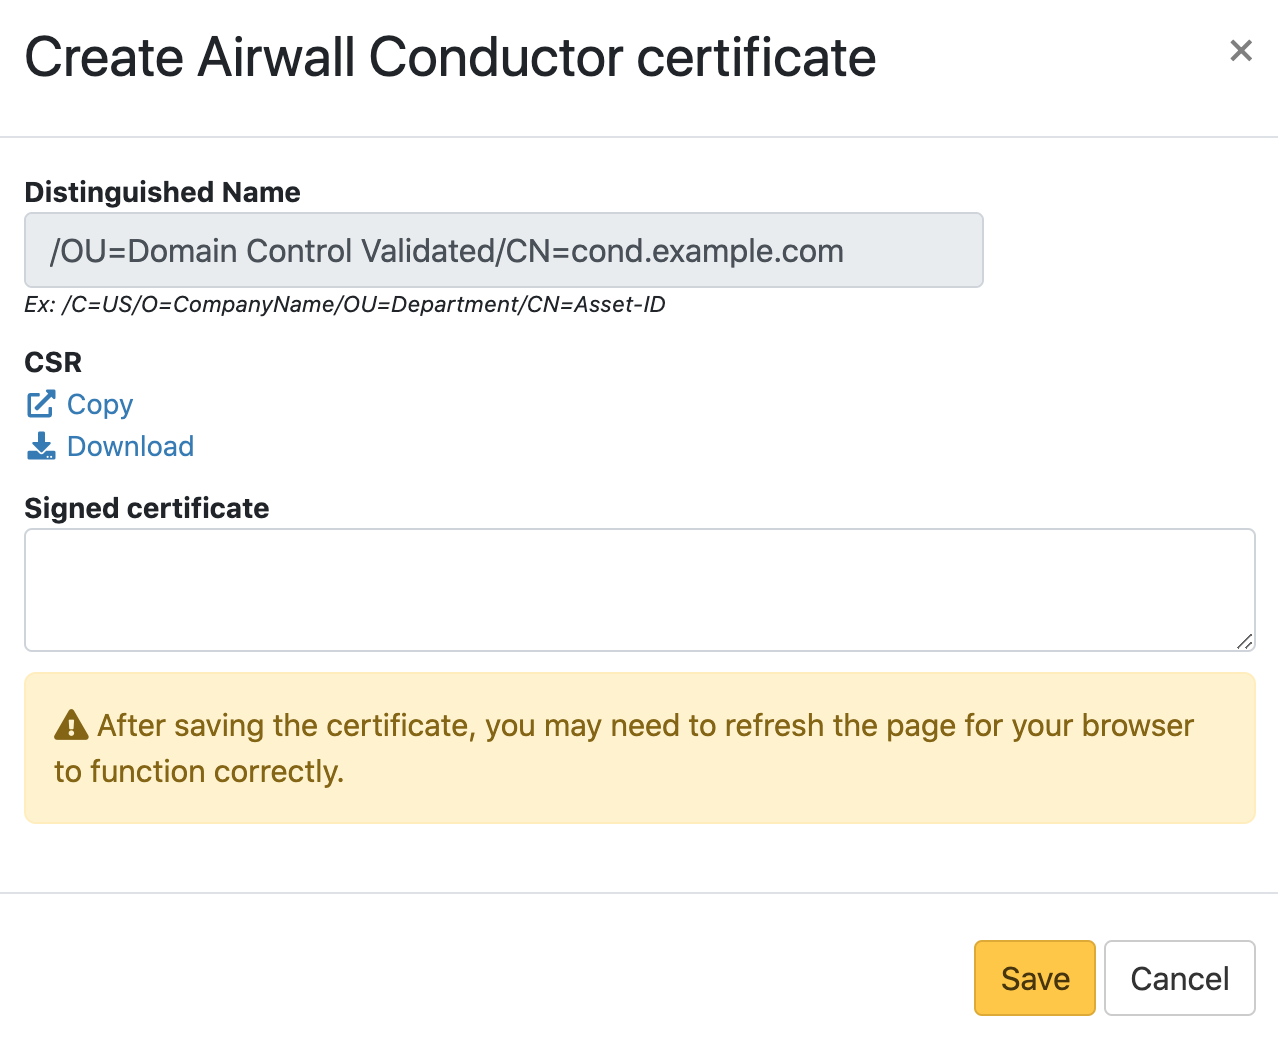 Create Airwall Conductor certificate
×
Distinguished Name
/OU=Domain Control Validated/CN=cond.example.com
Ex: /C=US/O=CompanyName/OU=Department/CN=Asset-ID
CSR
Copy
Download
Signed certificate
After saving the certificate, you may need to refresh the page for your browser
to function correctly.
Save
Cancel